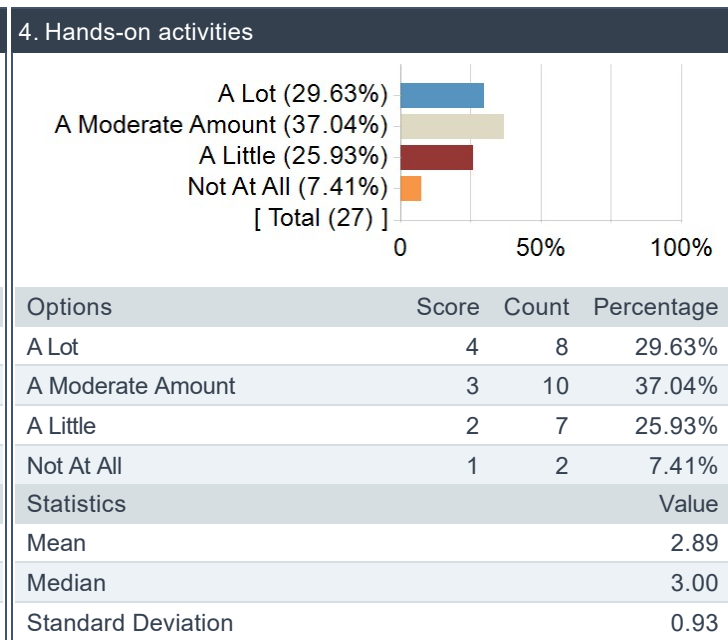 4. Hands-on activities
A Lot (29.63%)
A Moderate Amount (37.04%)
A Little (25.93%)
Not At All (7.41%)
[ Total (27) ]
0 50% 100%
Options Score Count Percentage
A Lot 4 8 29.63%
A Moderate Amount 3 10 37.04%
A Little 2 7 25.93%
Not At All 1 2 7.41%
Statistics Value
Mean 2.89
Median 3.00
Standard Deviation 0.93